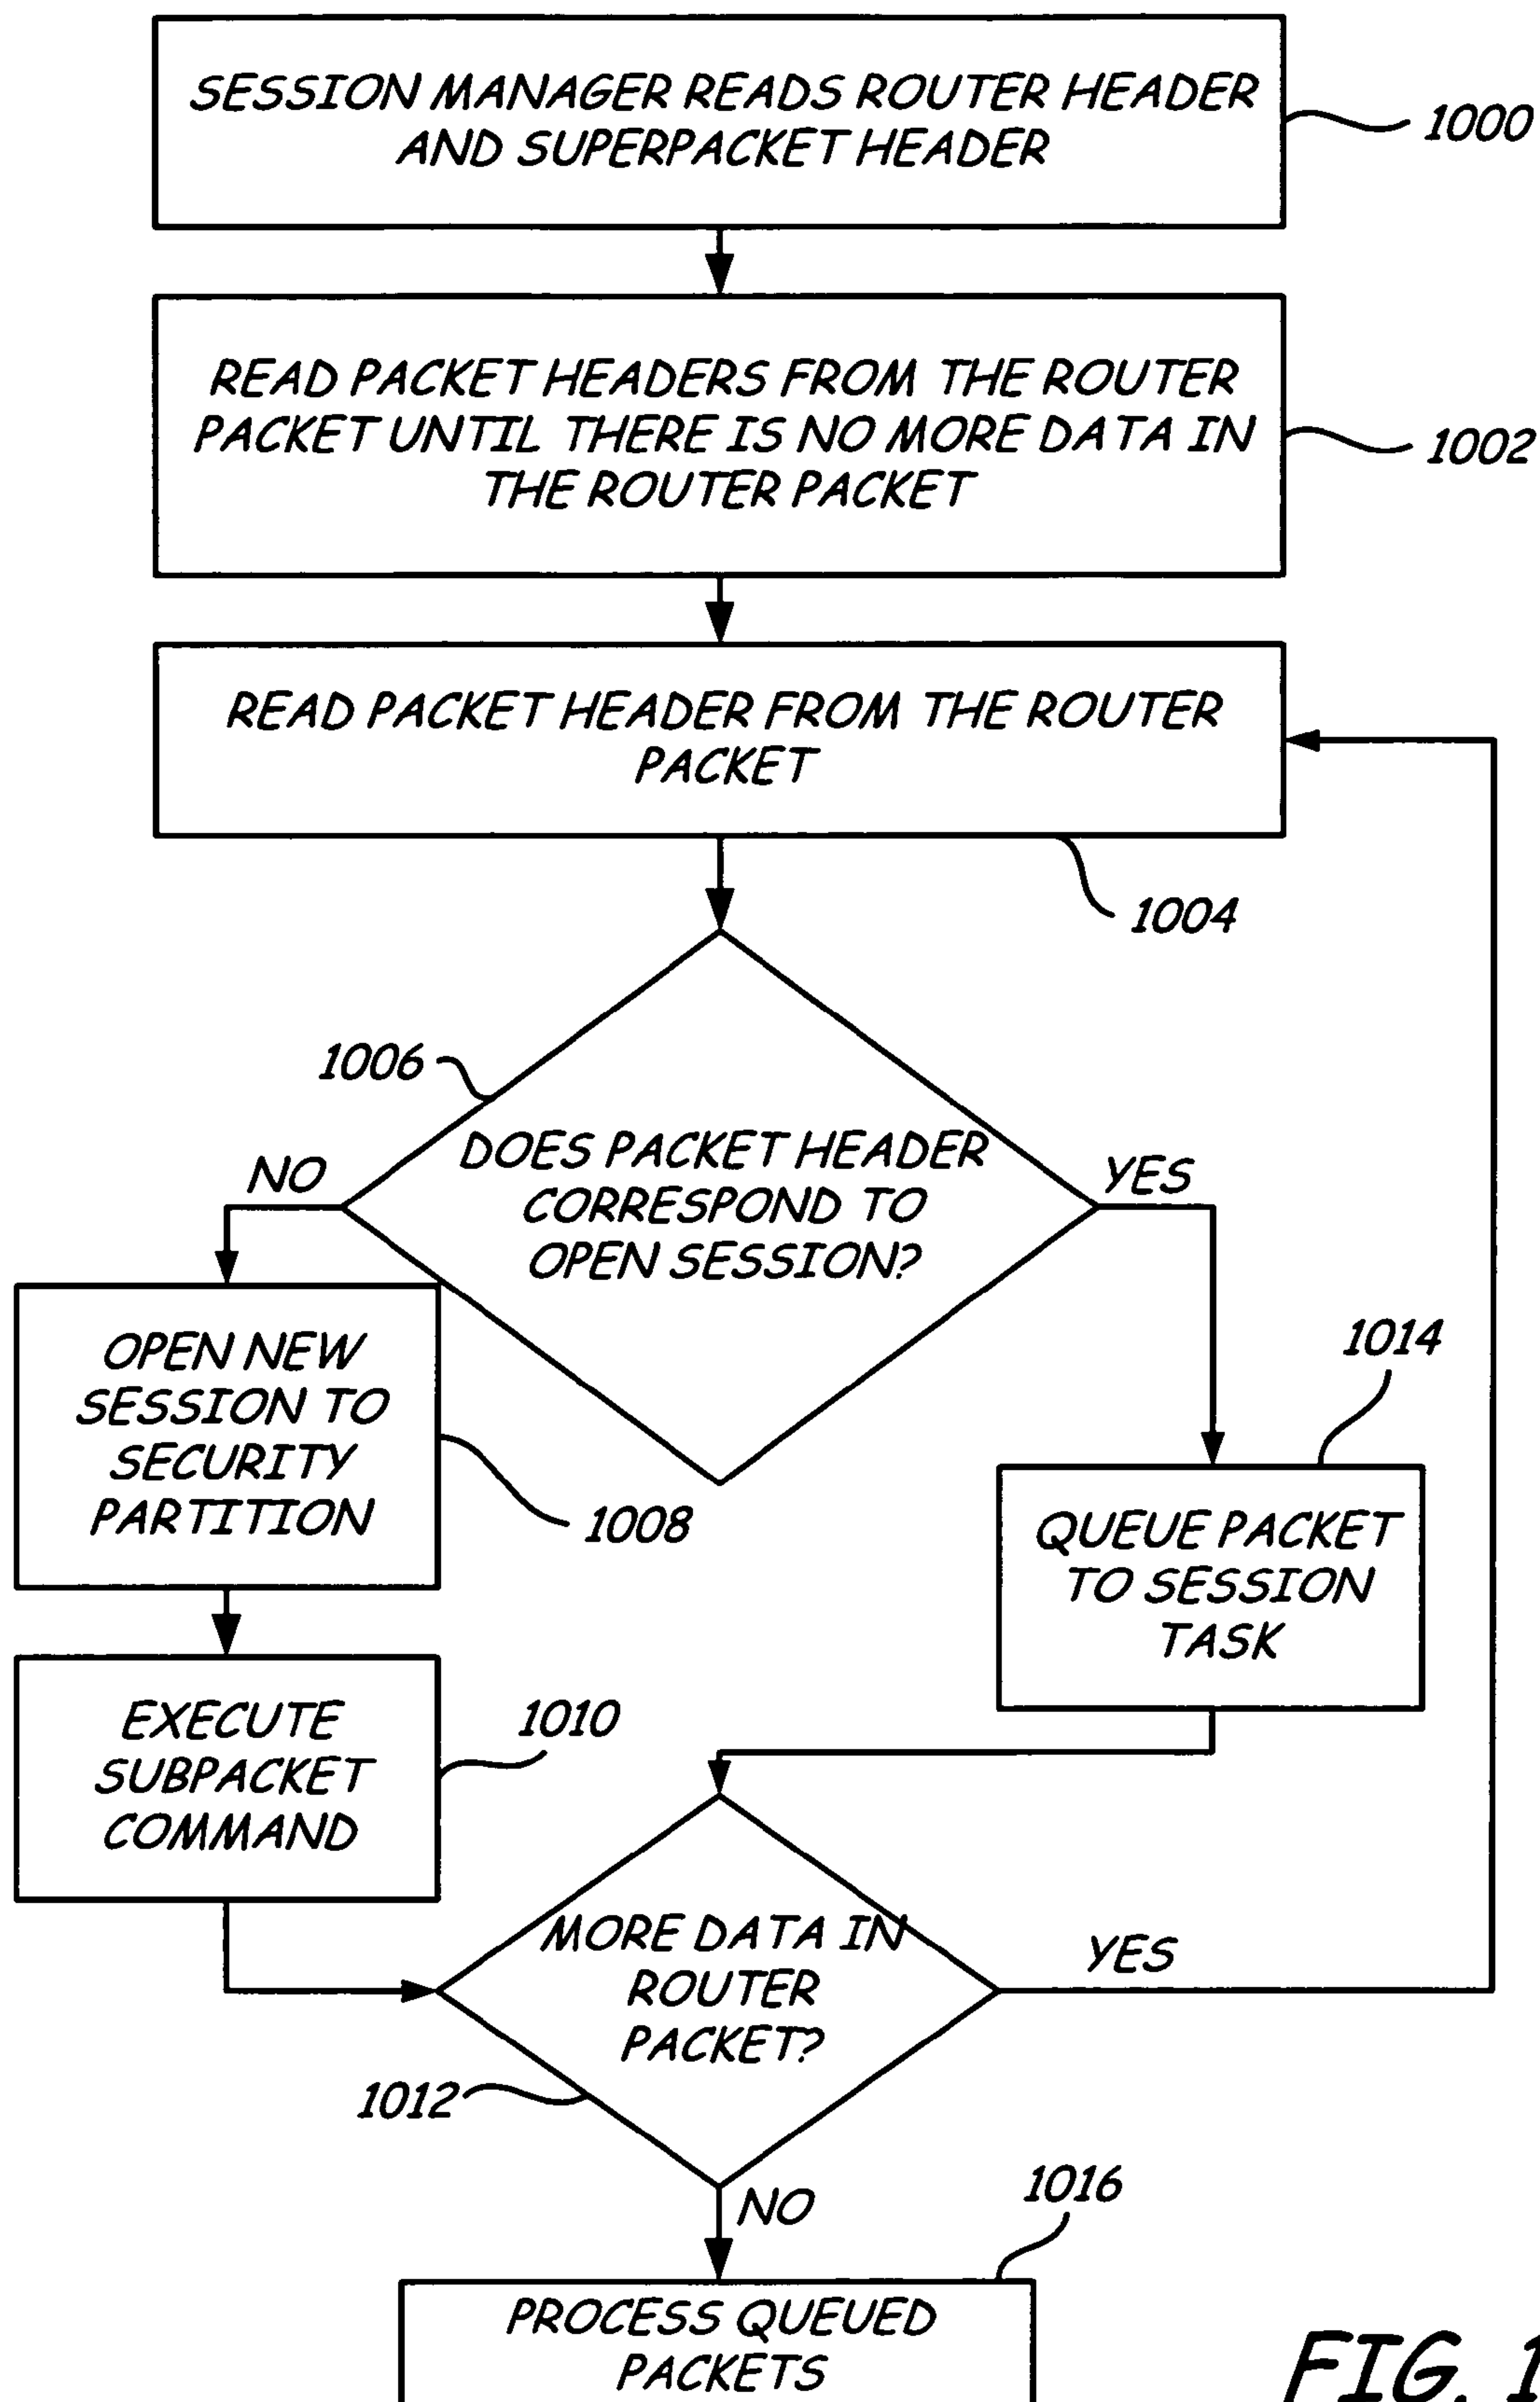 SESSION MANAGER READS ROUTER HEADER
AND SUPERPACKET HEADER
1000
READ PACKET HEADERS FROM THE ROUTER
PACKET UNTIL THERE IS NO MORE DATA IN
THE ROUTER PACKET
1002
READ PACKET HEADER FROM THE ROUTER
PACKET
1004
1006
DOES PACKET HEADER
CORRESPOND TO
OPEN SESSION?
NO
YES
OPEN NEW
SESSION TO
SECURITY
PARTITION
1008
1014
QUEUE PACKET
TO SESSION
TASK
EXECUTE
SUBPACKET
COMMAND
1010
MORE DATA IN
ROUTER
PACKET?
YES
1012
NO
1016
PROCESS QUEUED
PACKETS
FIG. 1